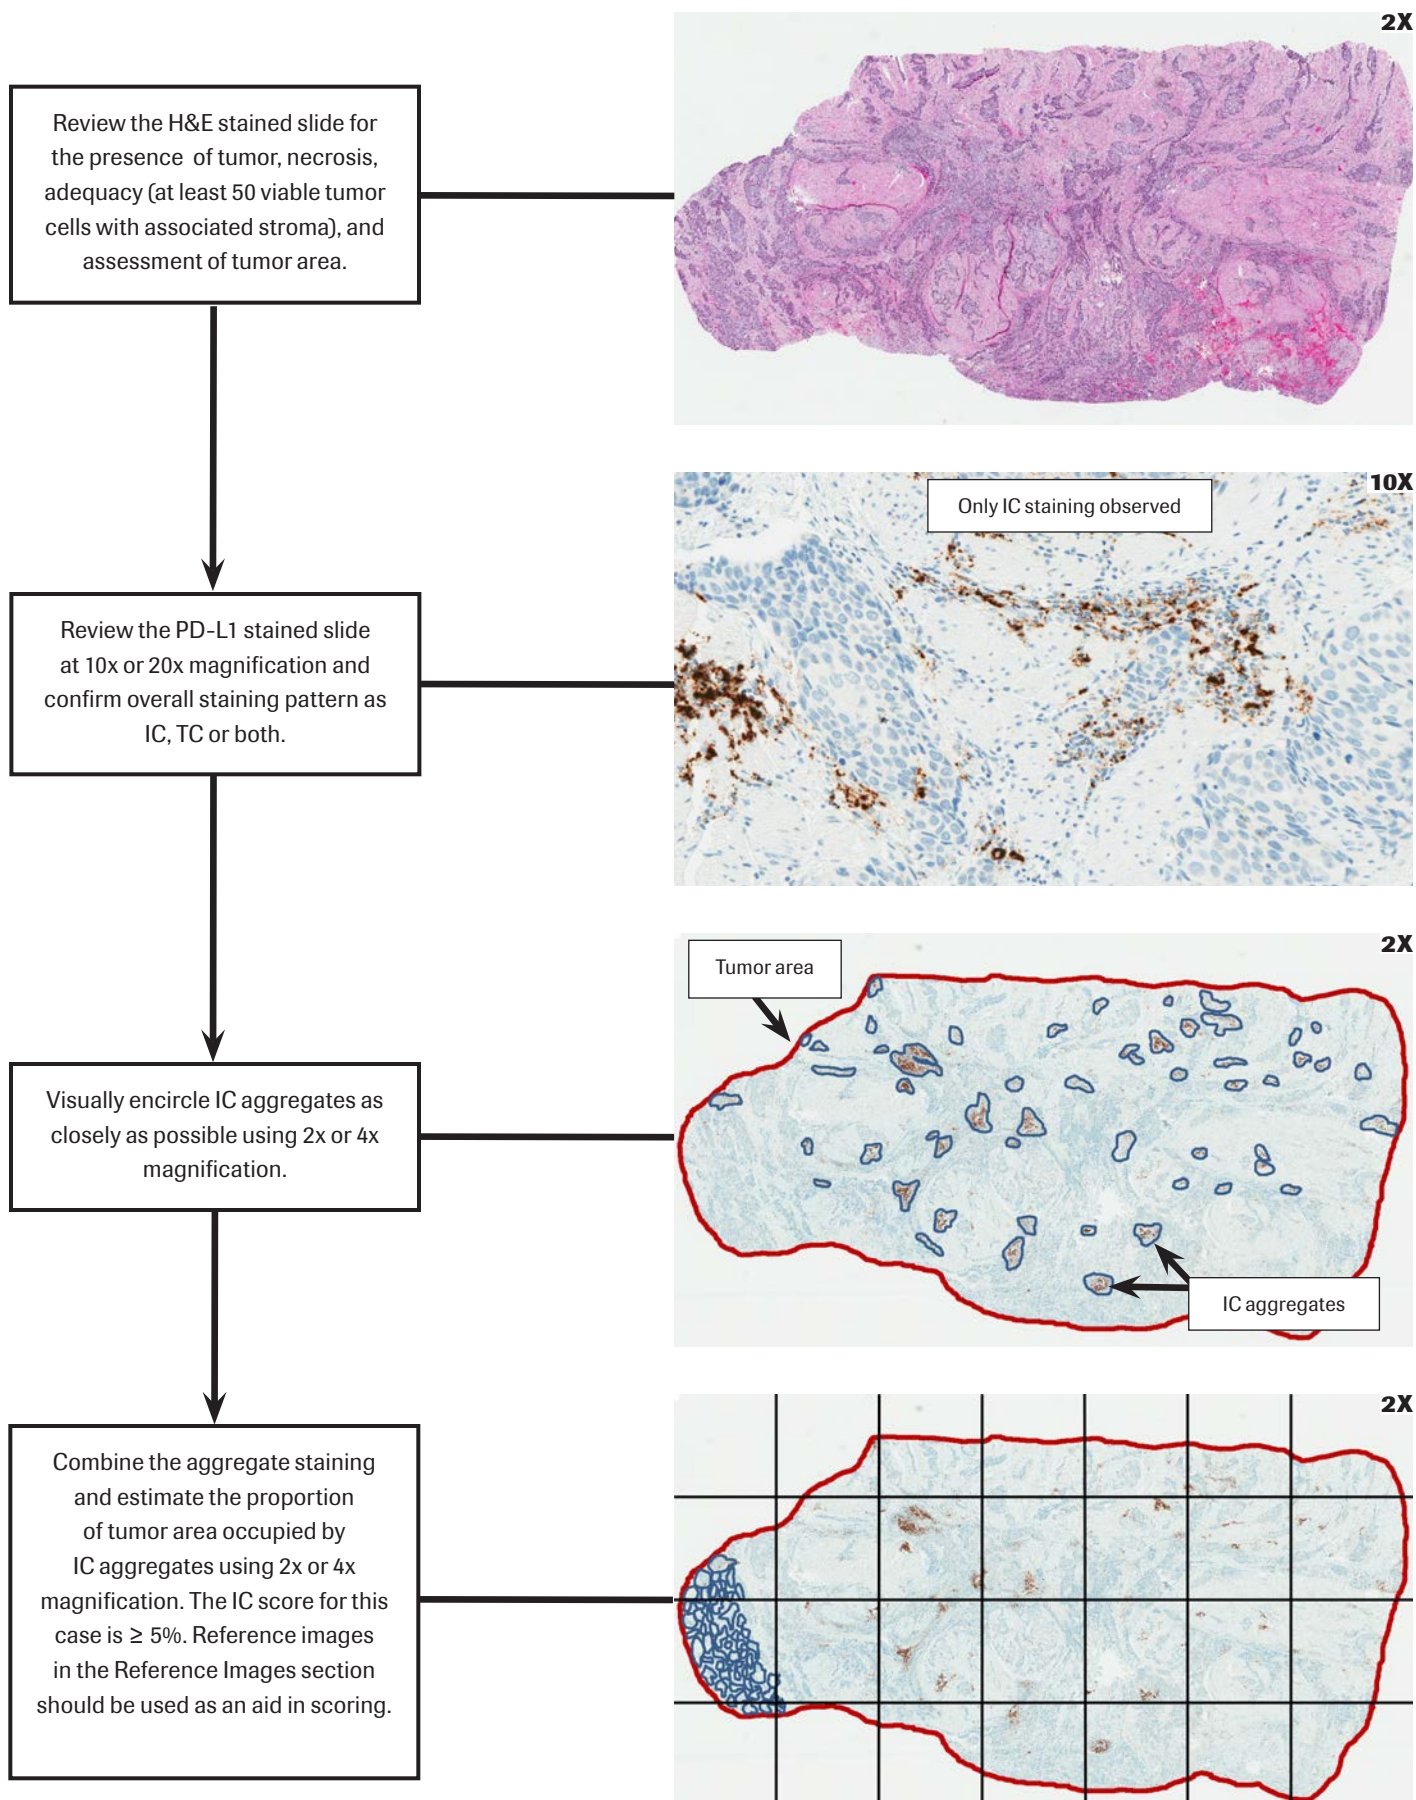 2X
Review the H&E stained slide for
the presence of tumor, necrosis,
adequacy (at least 50 viable tumor
cells with associated stroma), and
assessment of tumor area.
10X
Only IC staining observed
Review the PD-L1 stained slide
at 10x or 20x magnification and
confirm overall staining pattern as
IC, TC or both.
2X
Tumor area
Visually encircle IC aggregates as
closely as possible using 2x or 4x
magnification.
IC aggregates
2X
Combine the aggregate staining
and estimate the proportion
of tumor area occupied by
IC aggregates using 2x or 4x
magnification. The IC score for this
case is ≥ 5%. Reference images
in the Reference Images section
should be used as an aid in scoring.